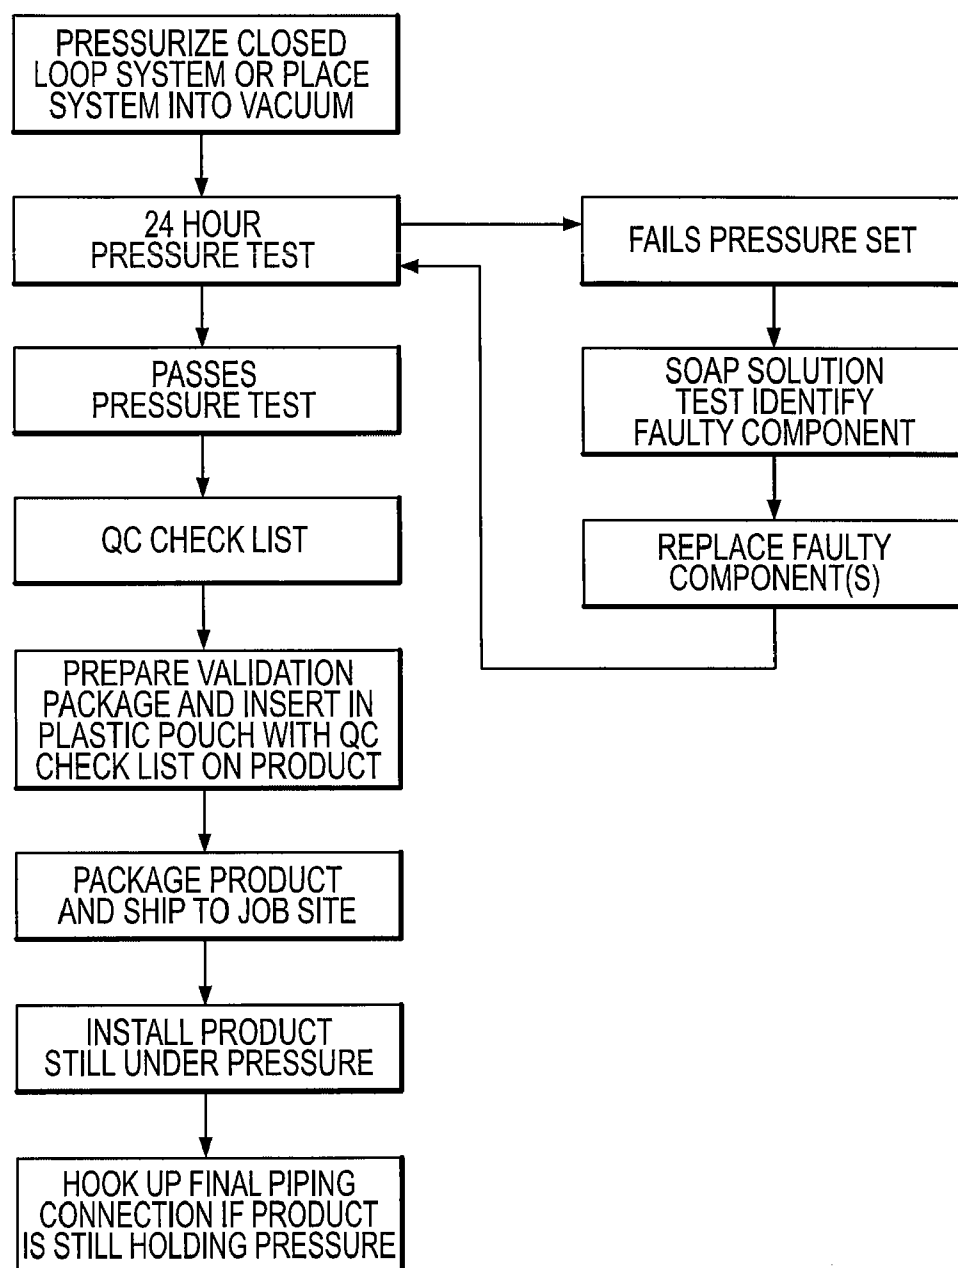 PRESSURIZE CLOSED
LOOP SYSTEM OR PLACE
SYSTEM INTO VACUUM
24 HOUR
PRESSURE TEST
FAILS PRESSURE SET
PASSES
PRESSURE TEST
SOAP SOLUTION
TEST IDENTIFY
FAULTY COMPONENT
QC CHECK LIST
REPLACE FAULTY
COMPONENT(S)
PREPARE VALIDATION
PACKAGE AND INSERT IN
PLASTIC POUCH WITH QC
CHECK LIST ON PRODUCT
PACKAGE PRODUCT
AND SHIP TO JOB SITE
INSTALL PRODUCT
STILL UNDER PRESSURE
HOOK UP FINAL PIPING
CONNECTION IF PRODUCT
IS STILL HOLDING PRESSURE